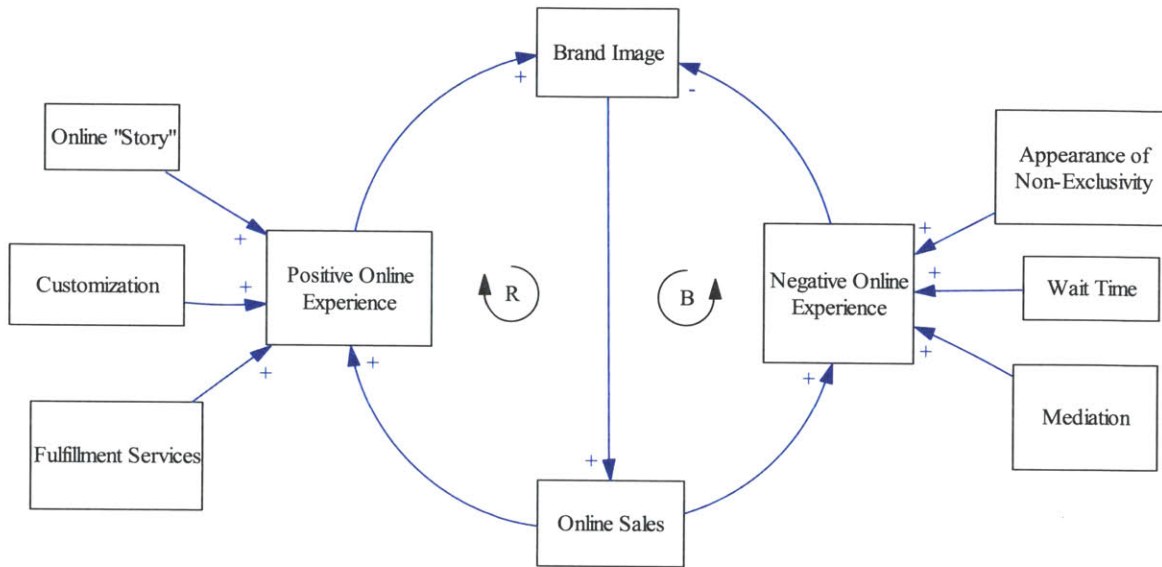 Brand Image
+
-
Online "Story"
Appearance of
Non-Exclusivity
+
+
Customization
+
Positive Online
Experience
R
B
Negative Online
Experience
+
Wait Time
Fulfillment Services
+
+
+
+
Mediation
+
Online Sales